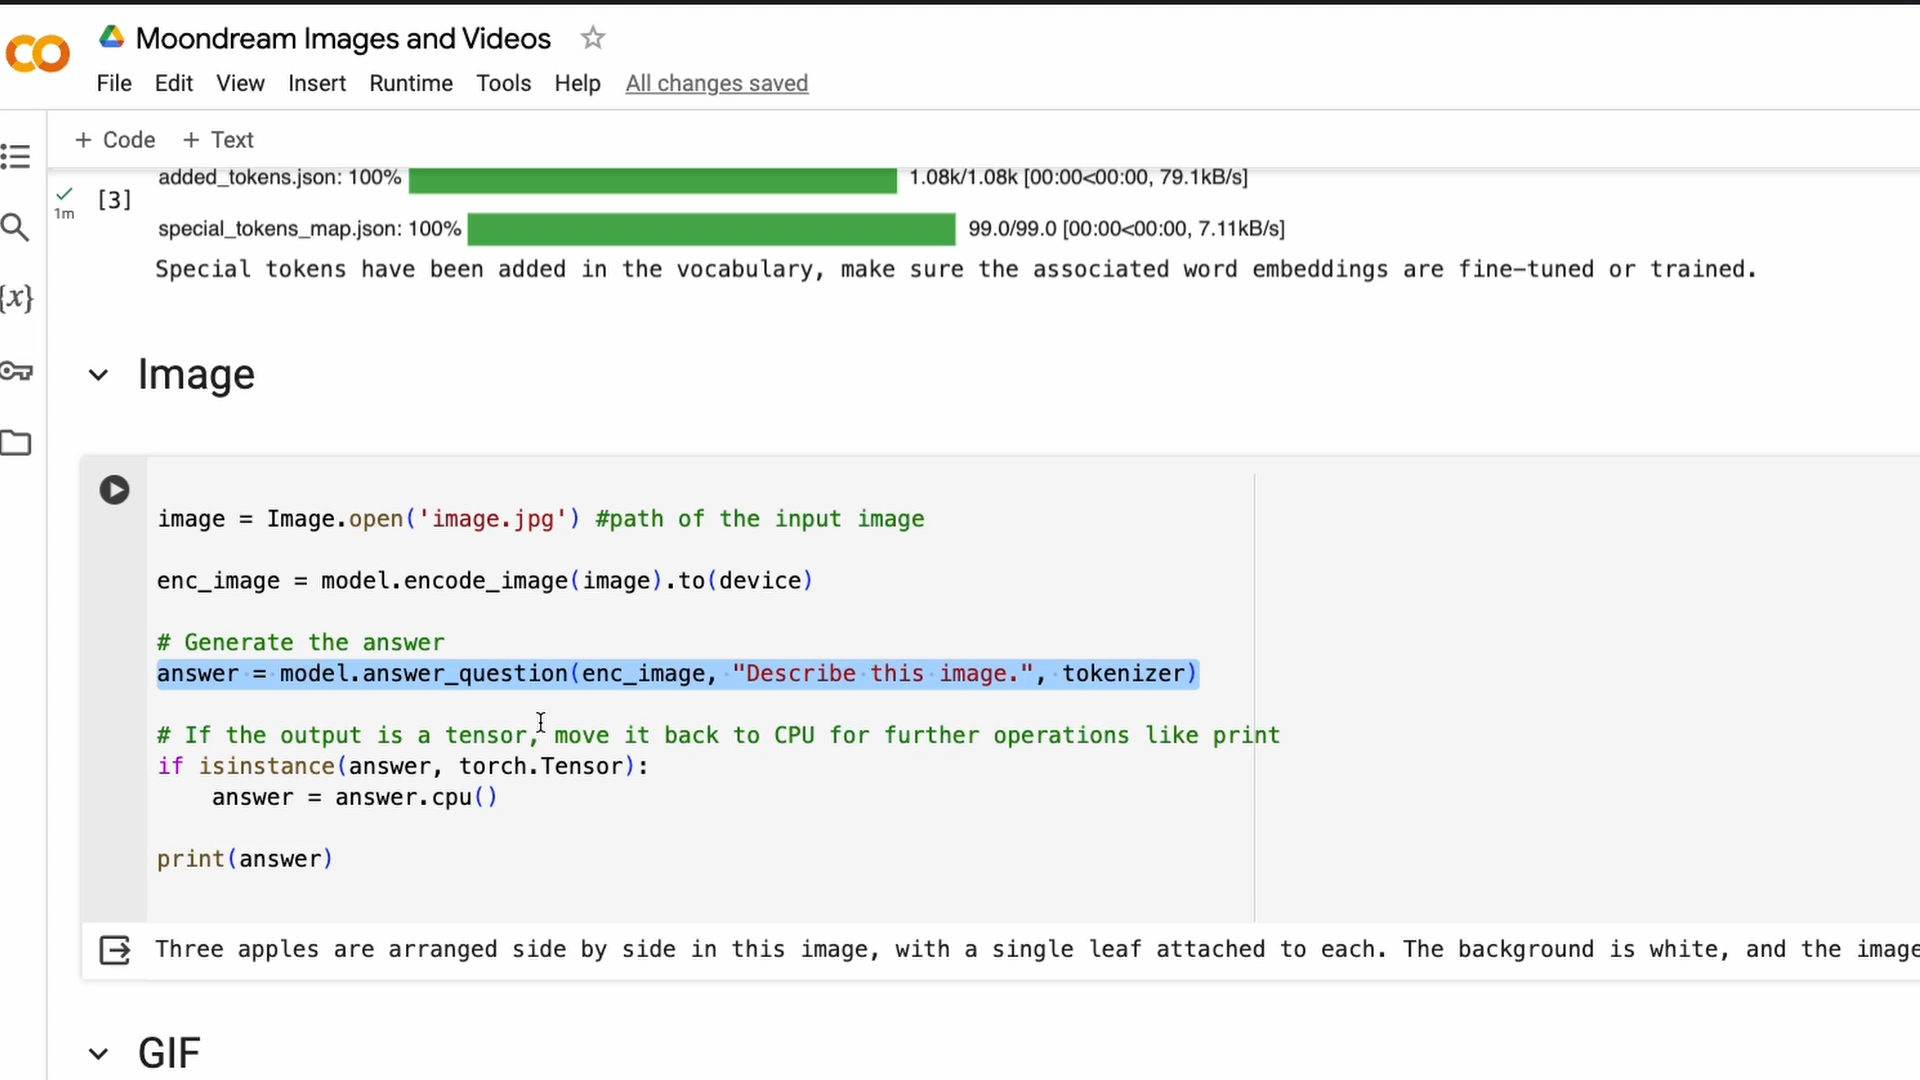 Moondream Images and Videos
File Edit View Insert Runtime Tools Help All changes saved
+ Code + Text
added_tokens.json: 100% 1.08k/1.08k [00:00<00:00, 79.1kB/s]
1m [3]
special_tokens_map.json: 100% 99.0/99.0 [00:00<00:00, 7.11kB/s]
Special tokens have been added in the vocabulary, make sure the associated word embeddings are fine-tuned or trained.
{x}
Image
image = Image.open('image.jpg') #path of the input image
enc_image = model.encode_image(image).to(device)
# Generate the answer
answer = model.answer_question(enc_image, "Describe this image.", tokenizer)
# If the output is a tensor, move it back to CPU for further operations like print
if isinstance(answer, torch.Tensor):
    answer = answer.cpu()
print(answer)
Three apples are arranged side by side in this image, with a single leaf attached to each. The background is white, and the image
GIF